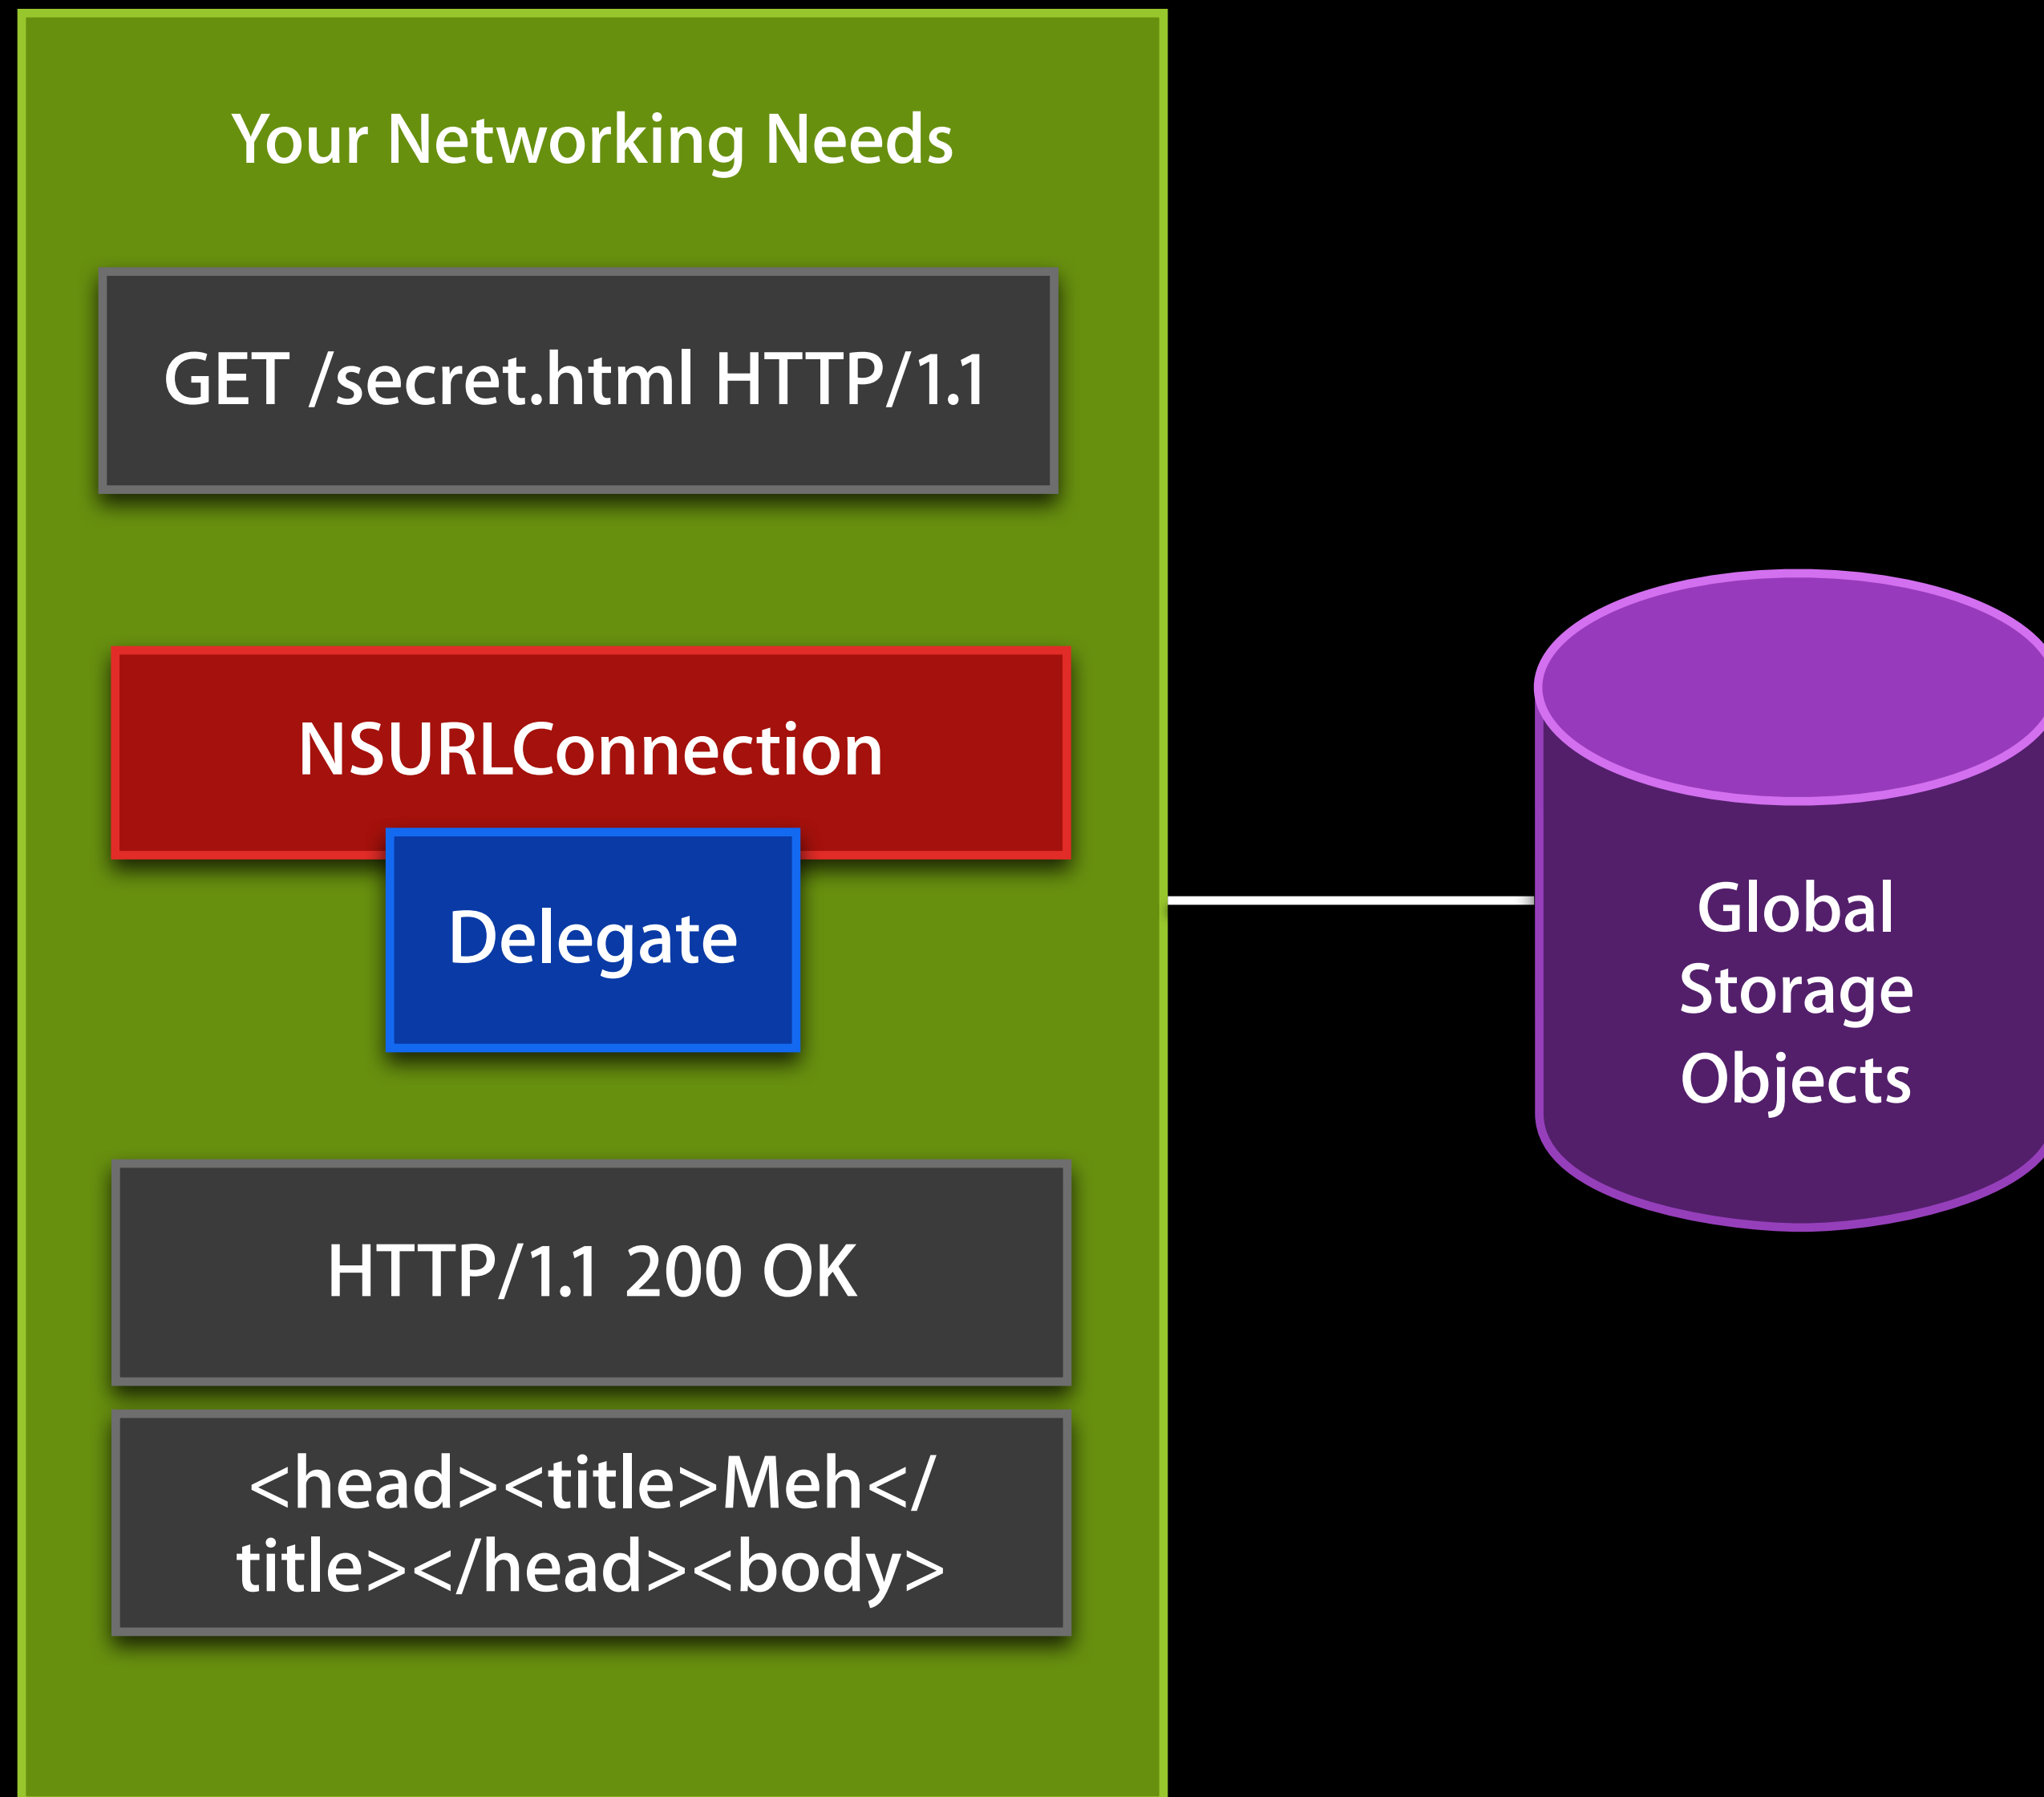 Your Networking Needs
GET /secret.html HTTP/1.1
NSURLConnection
Delegate
HTTP/1.1 200 OK
<head><title>Meh</
title></head><body>
Global
Storage
Objects